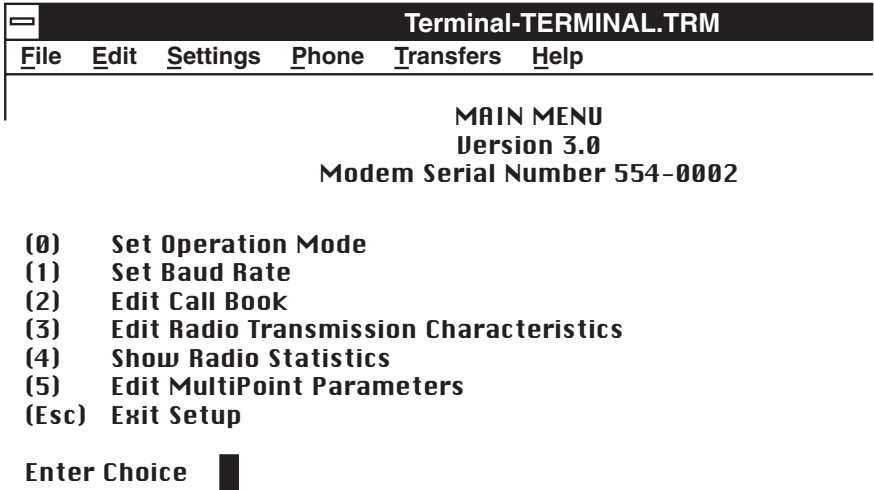 Terminal-TERMINAL.TRM
File Edit Settings Phone Transfers Help
MAIN MENU
Version 3.0
Modem Serial Number 554-0002
(0) Set Operation Mode
(1) Set Baud Rate
(2) Edit Call Book
(3) Edit Radio Transmission Characteristics
(4) Show Radio Statistics
(5) Edit MultiPoint Parameters
(Esc) Exit Setup
Enter Choice